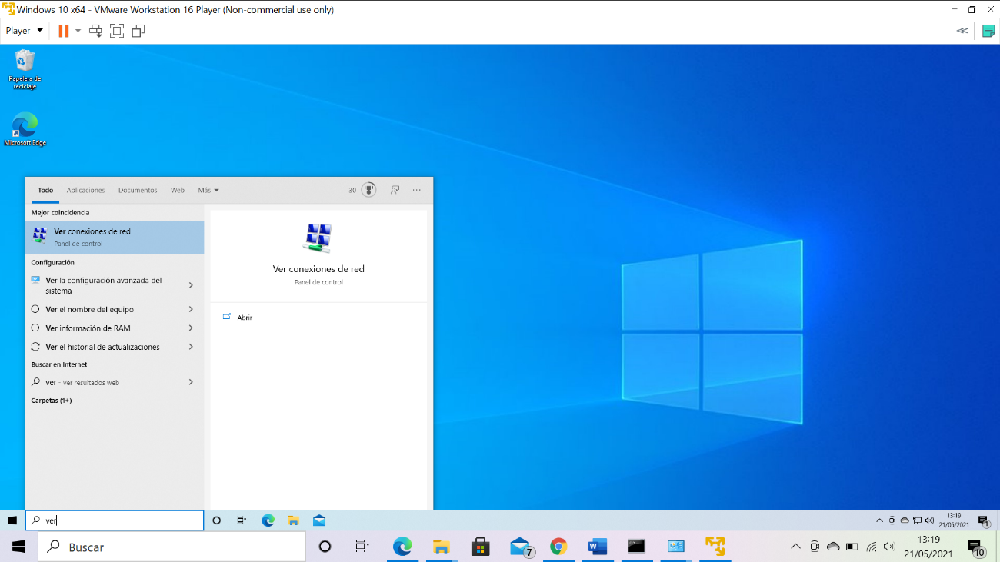 Windows 10 x64 - VMware Workstation 16 Player (Non-commercial use only)
Player
Papelera de
reciclaje
Microsoft Edge
Todo Aplicaciones Documentos Web Más 30
Mejor coincidencia
Ver conexiones de red
Panel de control
Configuración
Ver la configuración avanzada del
sistema
Ver el nombre del equipo
Ver información de RAM
Ver el historial de actualizaciones
Buscar en Internet
ver - Ver resultados web
Carpetas (1+)
Ver conexiones de red
Panel de control
Abrir
ver
13:19
21/05/2021
1
Buscar
7
13:19
21/05/2021
10